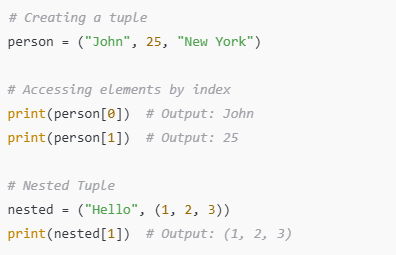 # Creating a tuple
person = ("John", 25, "New York")
# Accessing elements by index
print(person[0])  # Output: John
print(person[1])  # Output: 25
# Nested Tuple
nested = ("Hello", (1, 2, 3))
print(nested[1])  # Output: (1, 2, 3)